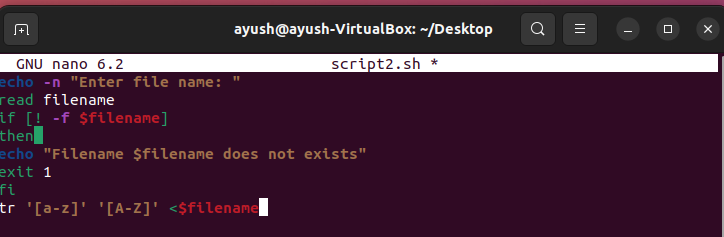 ayush@ayush-VirtualBox: ~/Desktop
GNU nano 6.2 script2.sh *
echo -n "Enter file name: "
read filename
if [! -f $filename]
then
echo "Filename $filename does not exists"
exit 1
fi
tr '[a-z]' '[A-Z]' <$filename